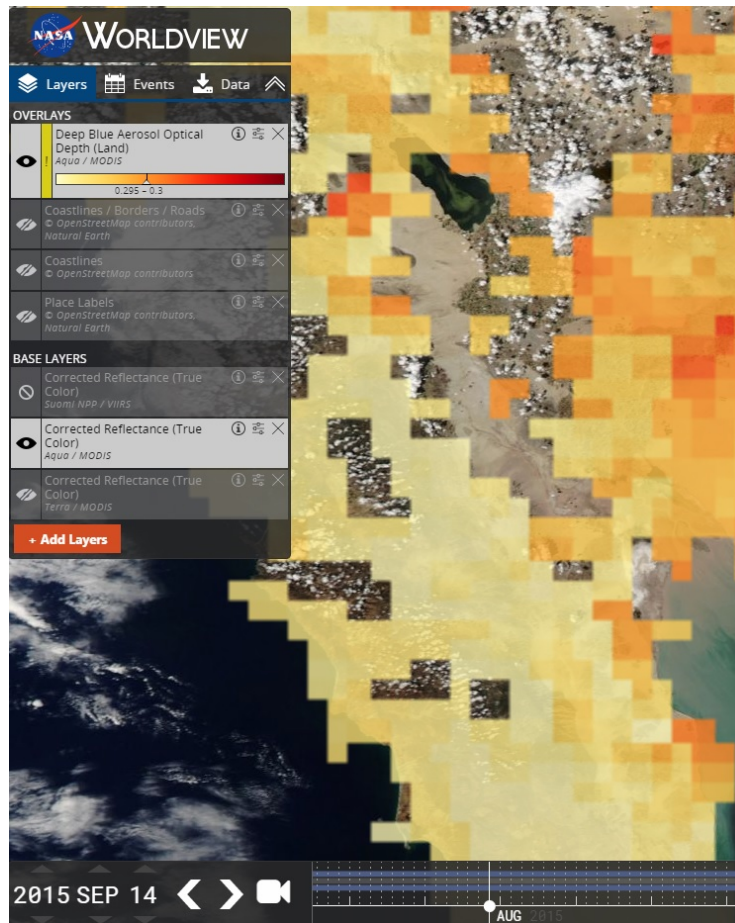 NASA WORLDVIEW
Layers Events Data
OVERLAYS
Deep Blue Aerosol Optical
Depth (Land)
Aqua / MODIS
!
0.295 – 0.3
Coastlines / Borders / Roads
© OpenStreetMap contributors,
Natural Earth
Coastlines
© OpenStreetMap contributors
Place Labels
© OpenStreetMap contributors,
Natural Earth
BASE LAYERS
Corrected Reflectance (True
Color)
Suomi NPP / VIIRS
Corrected Reflectance (True
Color)
Aqua / MODIS
Corrected Reflectance (True
Color)
Terra / MODIS
+ Add Layers
2015 SEP 14
AUG 2015